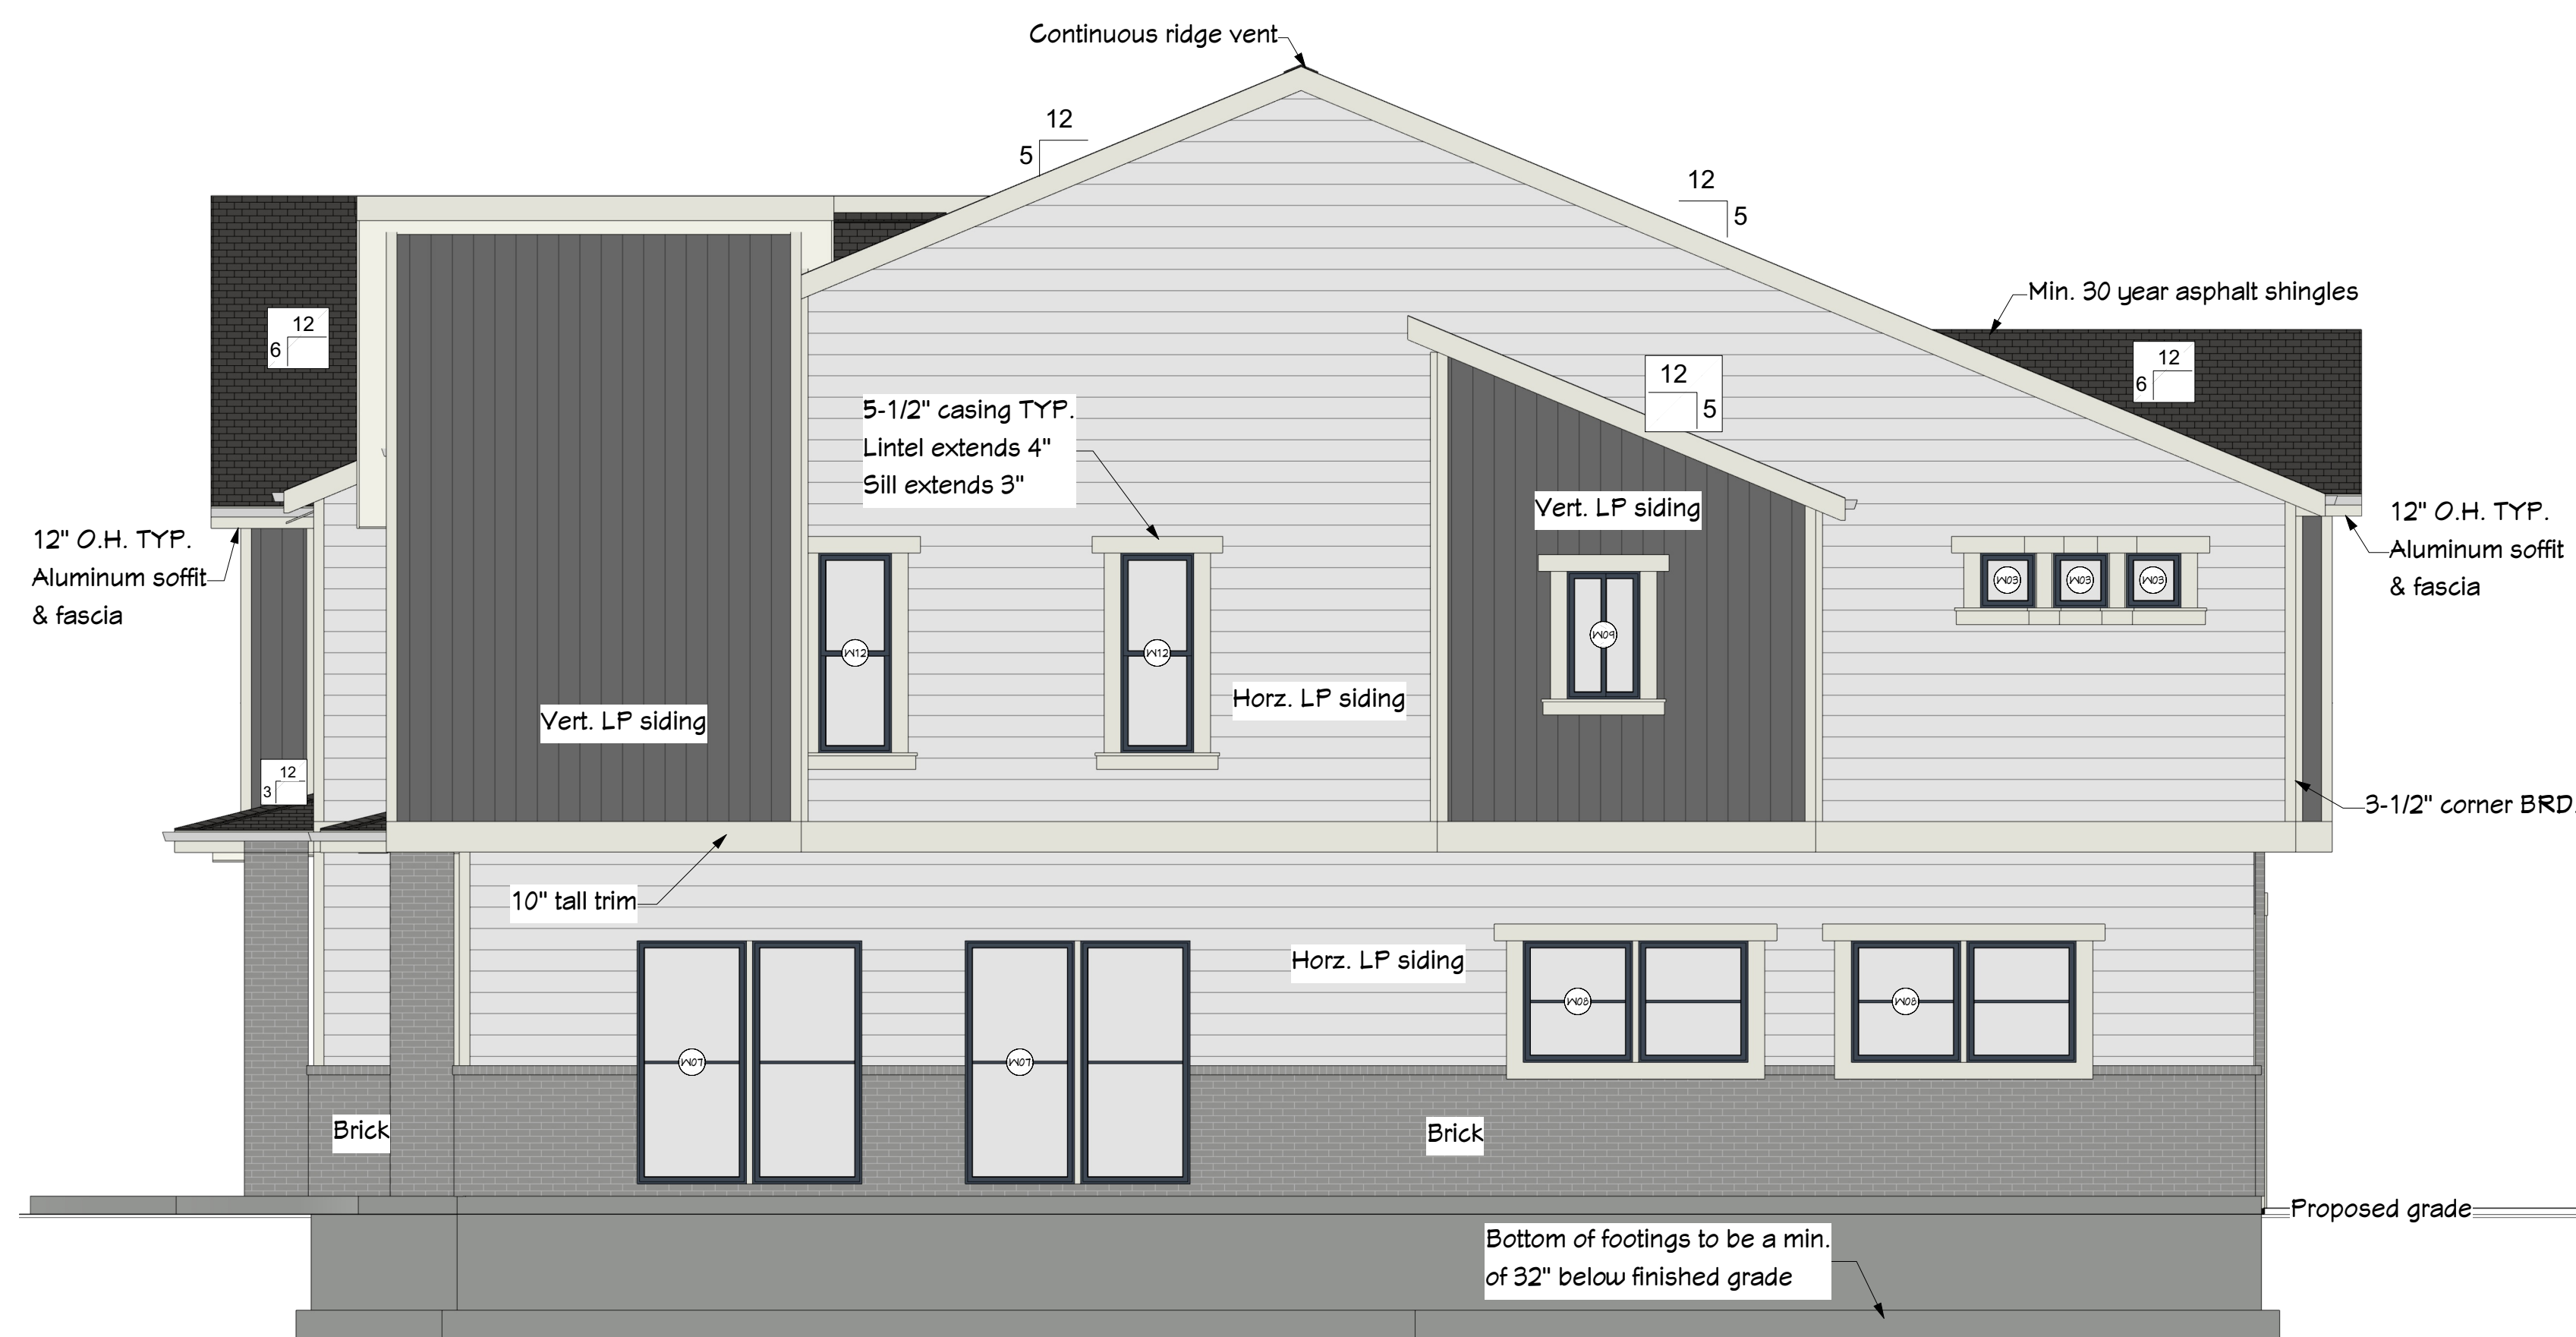 Continuous ridge vent
12
5
12
5
Min. 30 year asphalt shingles
12
6
12
6
12
5
5-1/2" casing TYP.
Lintel extends 4"
Sill extends 3"
Vert. LP siding
12" O.H. TYP.
Aluminum soffit
& fascia
12" O.H. TYP.
Aluminum soffit
& fascia
W03
W03
W03
W09
W12
W12
Horz. LP siding
Vert. LP siding
12
3
3-1/2" corner BRD.
10" tall trim
Horz. LP siding
W08
W08
W07
W07
Brick
Brick
Proposed grade
Bottom of footings to be a min.
of 32" below finished grade